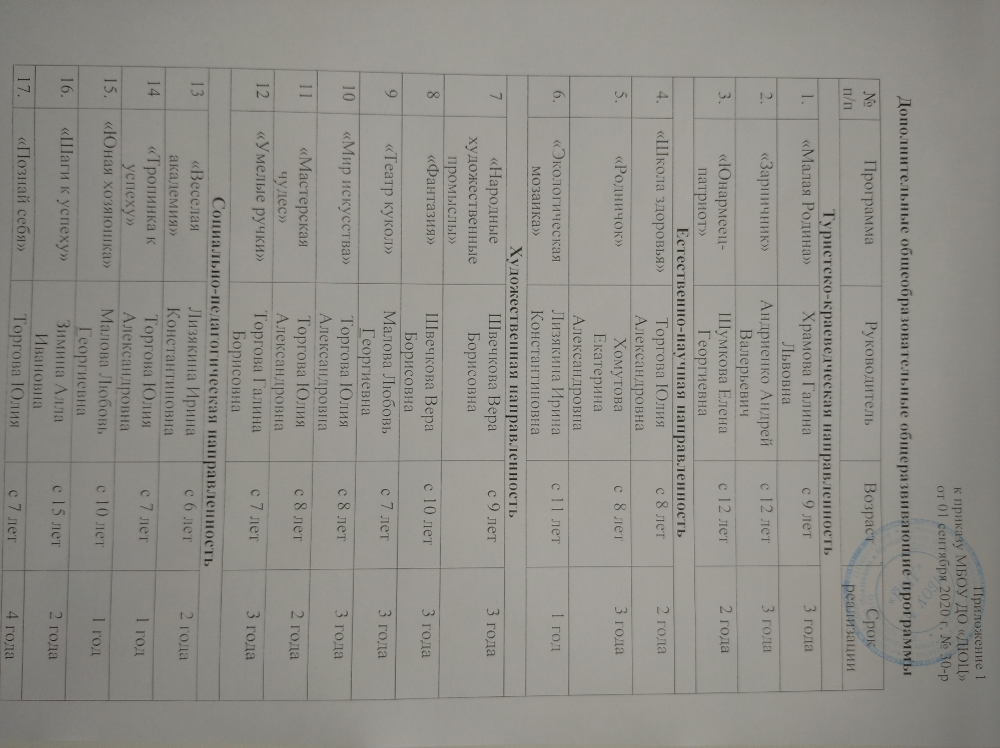 Приложение 1
к приказу МБОУ ДО «ДЮЦ»
от 01 сентября 2020 г. № 30-р
Дополнительные общеобразовательные общеразвивающие программы
№ п/п Программа Руководитель Возраст Срок реализации
Туристско-краеведческая направленность
1. «Малая Родина» Храмова Галина Львовна с 9 лет 3 года
2. «Зарничник» Андриенко Андрей Валерьевич с 12 лет 3 года
3. «Юнармеец-патриот» Шумкова Елена Георгиевна с 12 лет 2 года
Естественно-научная направленность
4. «Школа здоровья» Торгова Юлия Александровна с 8 лет 2 года
5. «Родничок» Хомутова Екатерина Александровна с 8 лет 3 года
6. «Экологическая мозаика» Лизякина Ирина Константиновна с 11 лет 1 год
Художественная направленность
7 «Народные художественные промыслы» Швечкова Вера Борисовна с 9 лет 3 года
8 «Фантазия» Швечкова Вера Борисовна с 10 лет 3 года
9 «Театр кукол» Малова Любовь Георгиевна с 7 лет 3 года
10 «Мир искусства» Торгова Юлия Александровна с 8 лет 3 года
11 «Мастерская чудес» Торгова Юлия Александровна с 8 лет 2 года
12 «Умелые ручки» Торгова Галина Борисовна с 7 лет 3 года
Социально-педагогическая направленность
13 «Веселая академия» Лизякина Ирина Константиновна с 6 лет 2 года
14 «Тропинка к успеху» Торгова Юлия Александровна с 7 лет 1 год
15. «Юная хозяюшка» Малова Любовь Георгиевна с 10 лет 1 год
16. «Шаги к успеху» Зимина Алла Ивановна с 15 лет 2 года
17. «Познай себя» Торгова Юлия с 7 лет 4 года